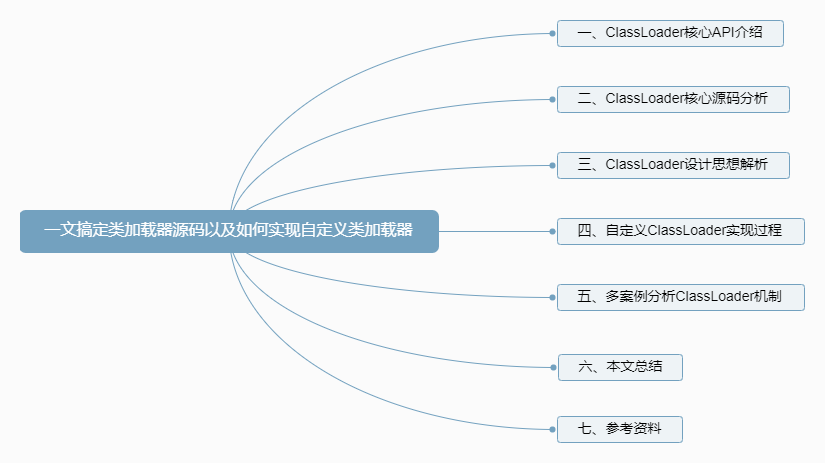 一、ClassLoader核心API介绍
二、ClassLoader核心源码分析
三、ClassLoader设计思想解析
一文搞定类加载器源码以及如何实现自定义类加载器
四、自定义ClassLoader实现过程
五、多案例分析ClassLoader机制
六、本文总结
七、参考资料